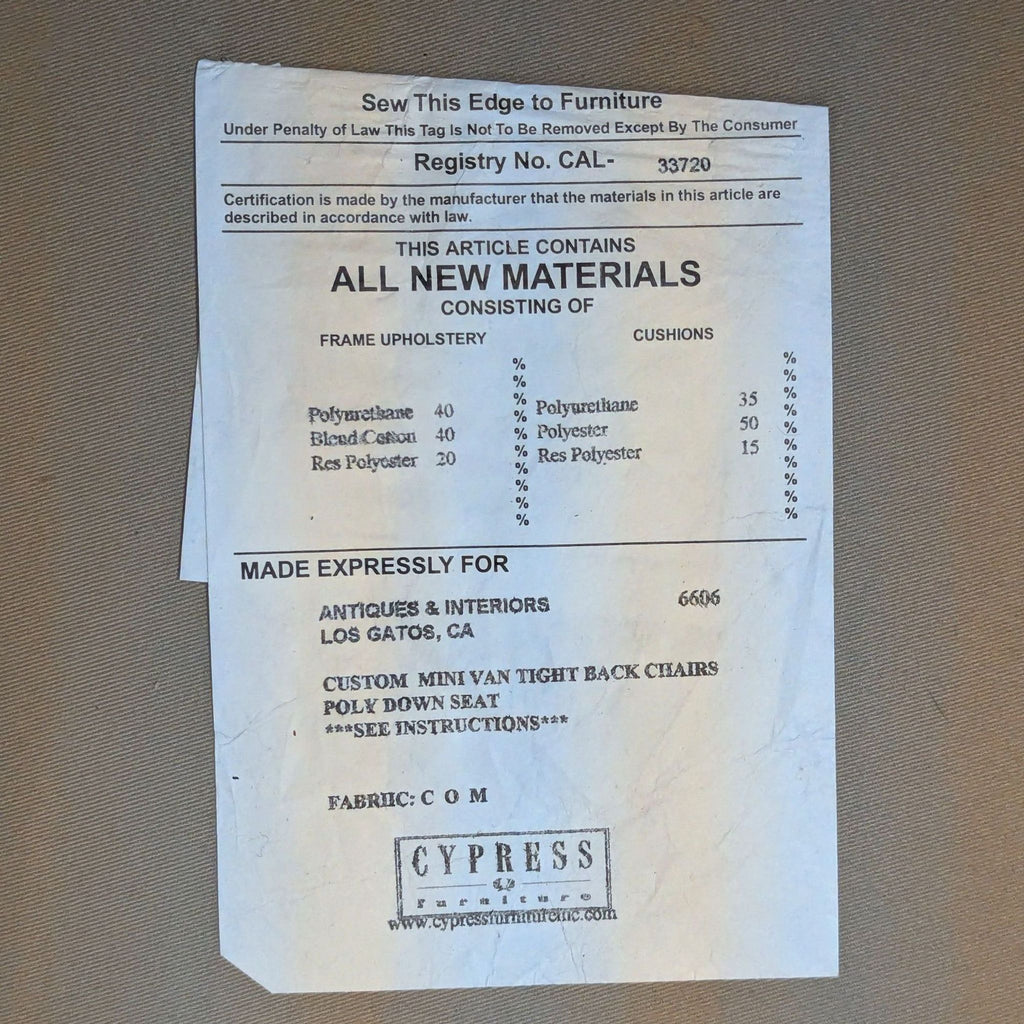 Sew This Edge to Furniture
Under Penalty of Law This Tag Is Not To Be Removed Except By The Consumer
Registry No. CAL- 33720
Certification is made by the manufacturer that the materials in this article are
described in accordance with law.
THIS ARTICLE CONTAINS
ALL NEW MATERIALS
CONSISTING OF
FRAME UPHOLSTERY CUSHIONS
% %
% %
% %
Polyurethane 40 % Polyurethane 35 %
Blend Cotton 40 % Polyester 50 %
Res Polyester 20 % Res Polyester 15 %
% %
% %
% %
% %
MADE EXPRESSLY FOR
ANTIQUES & INTERIORS 6606
LOS GATOS, CA
CUSTOM MINI VAN TIGHT BACK CHAIRS
POLY DOWN SEAT
***SEE INSTRUCTIONS***
FABRIIC: C O M
CYPRESS
furniture
www.cypressfurnitureinc.com